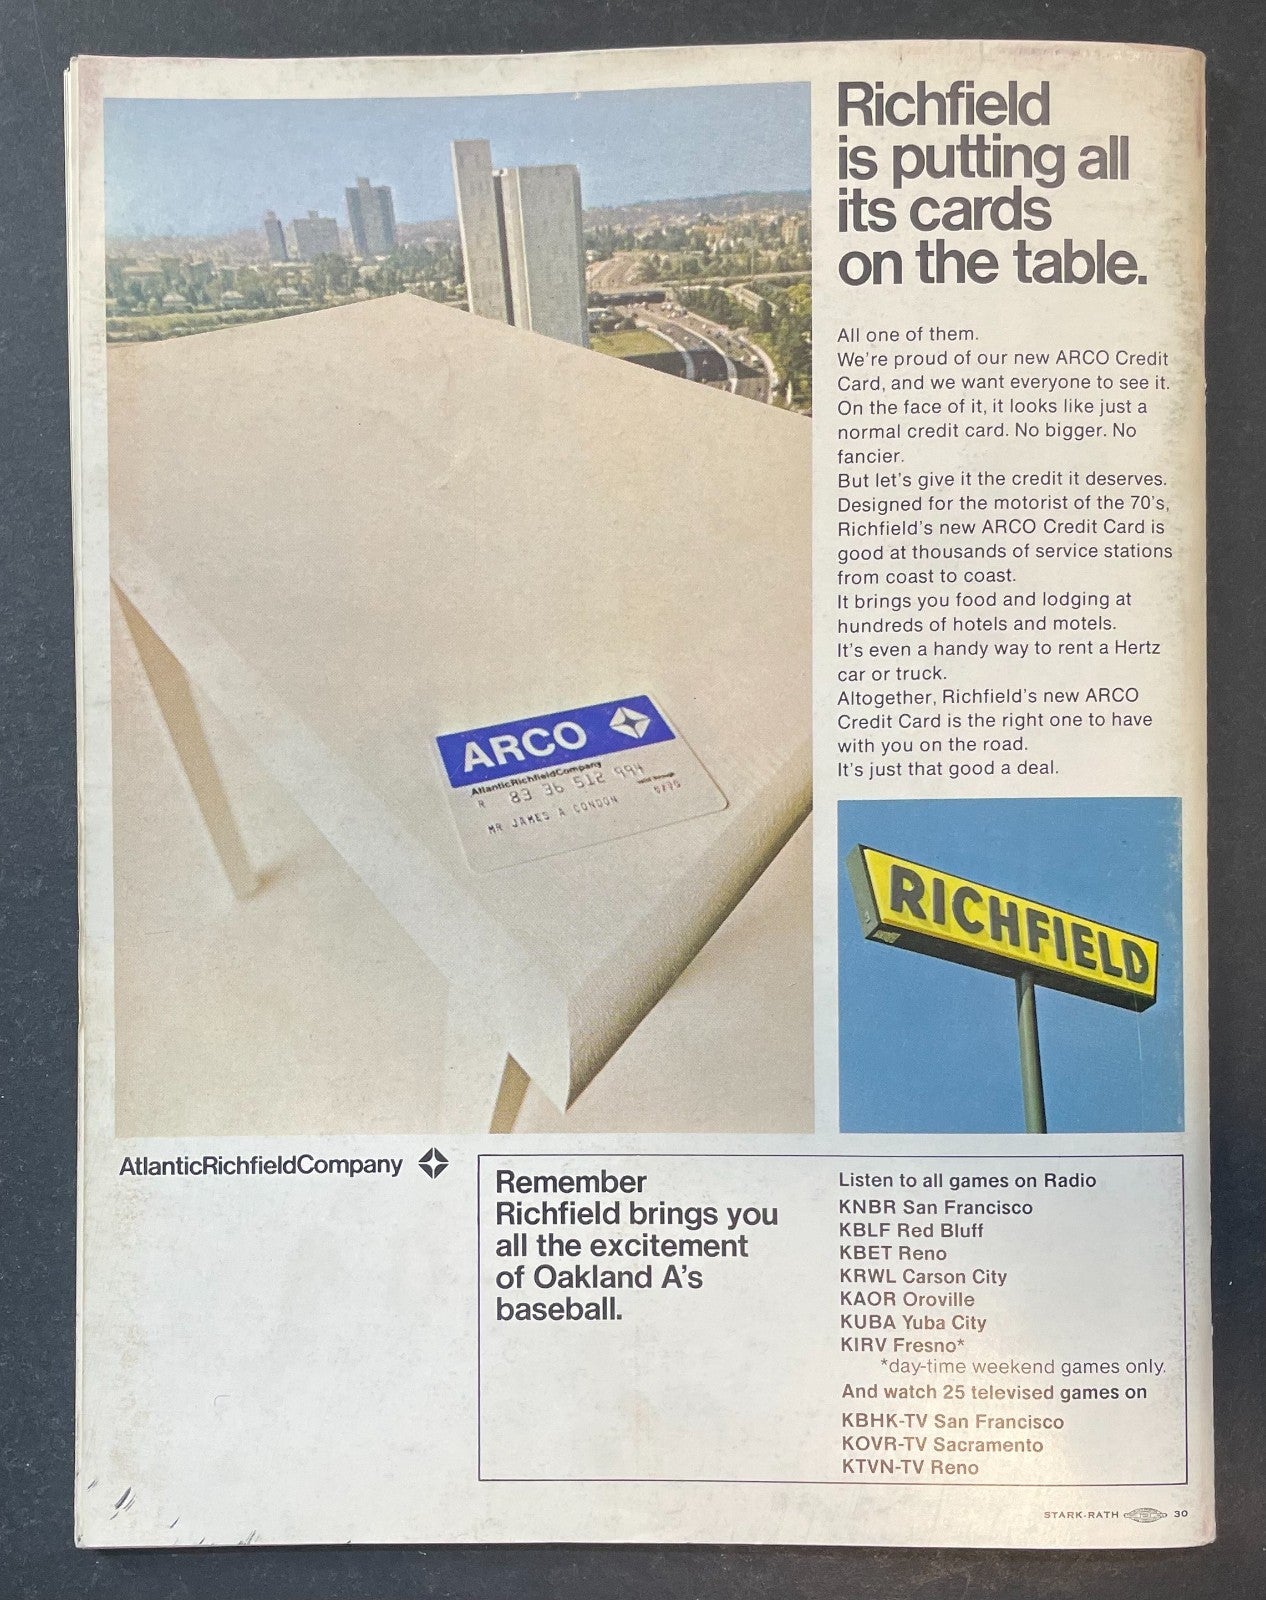 Richfield
is putting all
its cards
on the table.
All one of them.
We're proud of our new ARCO Credit
Card, and we want everyone to see it.
On the face of it, it looks like just a
normal credit card. No bigger. No
fancier.
But let's give it the credit it deserves.
Designed for the motorist of the 70's,
Richfield's new ARCO Credit Card is
good at thousands of service stations
from coast to coast.
It brings you food and lodging at
hundreds of hotels and motels.
It's even a handy way to rent a Hertz
car or truck.
Altogether, Richfield's new ARCO
Credit Card is the right one to have
with you on the road.
It's just that good a deal.
ARCO
AtlanticRichfieldCompany
R 83 36 512 994
MR JAMES A CONDON
RICHFIELD
AtlanticRichfieldCompany
Remember
Richfield brings you
all the excitement
of Oakland A's
baseball.
Listen to all games on Radio
KNBR San Francisco
KBLF Red Bluff
KBET Reno
KRWL Carson City
KAOR Oroville
KUBA Yuba City
KIRV Fresno*
*day-time weekend games only.
And watch 25 televised games on
KBHK-TV San Francisco
KOVR-TV Sacramento
KTVN-TV Reno
STARK-RATH 30